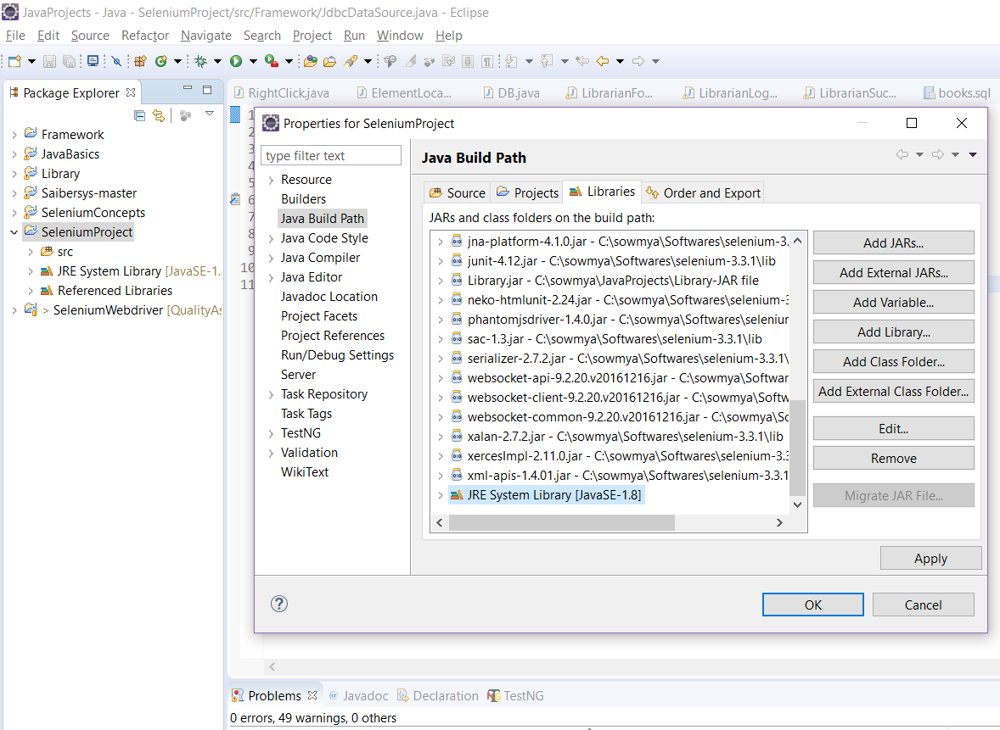 JavaProjects - Java - SeleniumProject/src/Framework/JdbcDataSource.java - Eclipse
File Edit Source Refactor Navigate Search Project Run Window Help
Package Explorer
RightClick.java ElementLoca... DB.java LibrarianFo... LibrarianLog... LibrarianSuc... books.sql
Framework
JavaBasics
Library
Saibersys-master
SeleniumConcepts
SeleniumProject
src
JRE System Library [JavaSE-1.
Referenced Libraries
> SeleniumWebdriver [QualityAs
1
2
3
4
5
6
7
8
9
10
11
Properties for SeleniumProject
type filter text
Resource
Builders
Java Build Path
Java Code Style
Java Compiler
Java Editor
Javadoc Location
Project Facets
Project References
Run/Debug Settings
Server
Task Repository
Task Tags
TestNG
Validation
WikiText
Java Build Path
Source Projects Libraries Order and Export
JARs and class folders on the build path:
jna-platform-4.1.0.jar - C:\sowmya\Softwares\selenium-3.
junit-4.12.jar - C:\sowmya\Softwares\selenium-3.3.1\lib
Library.jar - C:\sowmya\JavaProjects\Library-JAR file
neko-htmlunit-2.24.jar - C:\sowmya\Softwares\selenium-3
phantomjsdriver-1.4.0.jar - C:\sowmya\Softwares\selenium
sac-1.3.jar - C:\sowmya\Softwares\selenium-3.3.1\lib
serializer-2.7.2.jar - C:\sowmya\Softwares\selenium-3.3.1\
websocket-api-9.2.20.v20161216.jar - C:\sowmya\Softwar
websocket-client-9.2.20.v20161216.jar - C:\sowmya\Softw
websocket-common-9.2.20.v20161216.jar - C:\sowmya\Sc
xalan-2.7.2.jar - C:\sowmya\Softwares\selenium-3.3.1\lib
xercesImpl-2.11.0.jar - C:\sowmya\Softwares\selenium-3.3
xml-apis-1.4.01.jar - C:\sowmya\Softwares\selenium-3.3.1
JRE System Library [JavaSE-1.8]
Add JARs...
Add External JARs...
Add Variable...
Add Library...
Add Class Folder...
Add External Class Folder...
Edit...
Remove
Migrate JAR File...
Apply
OK Cancel
Problems @ Javadoc Declaration TestNG
0 errors, 49 warnings, 0 others